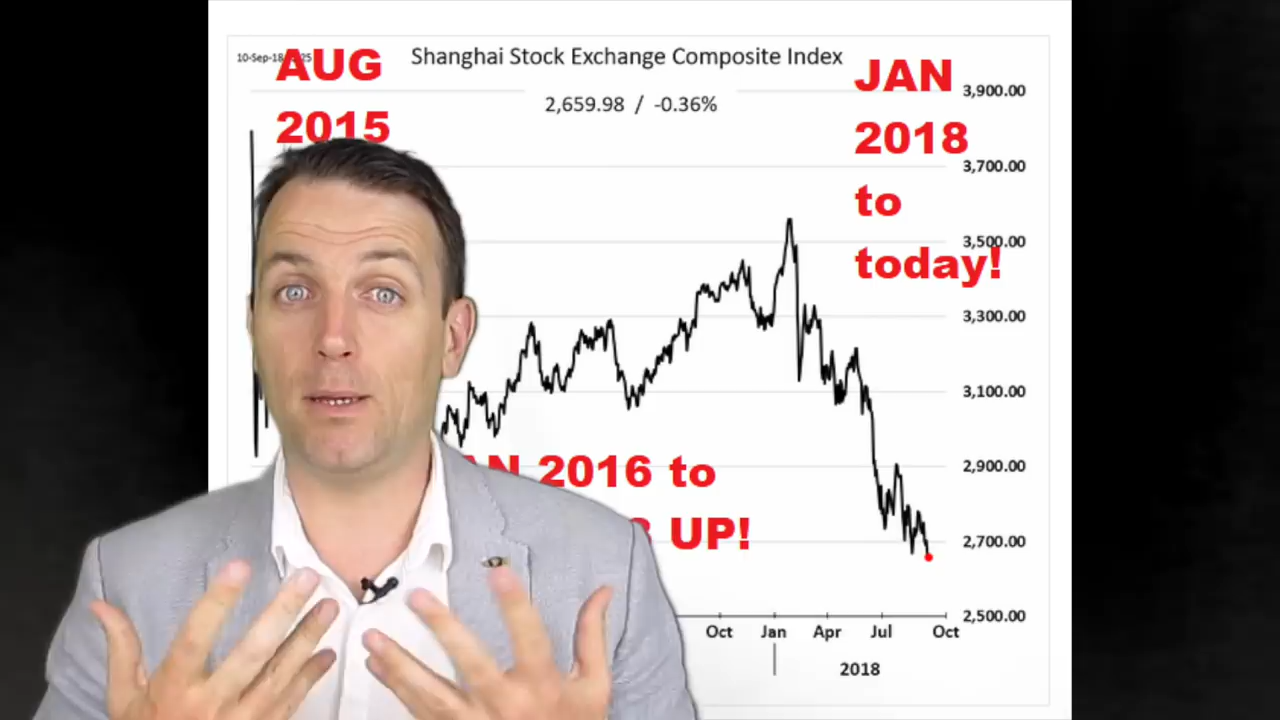 10-Sep-18
AUG
2015
Shanghai Stock Exchange Composite Index
2,659.98 / -0.36%
JAN
2018
to
today!
3,900.00
3,700.00
3,500.00
3,300.00
3,100.00
2,900.00
2,700.00
2,500.00
2016 to
UP!
Oct Jan Apr Jul Oct
2018